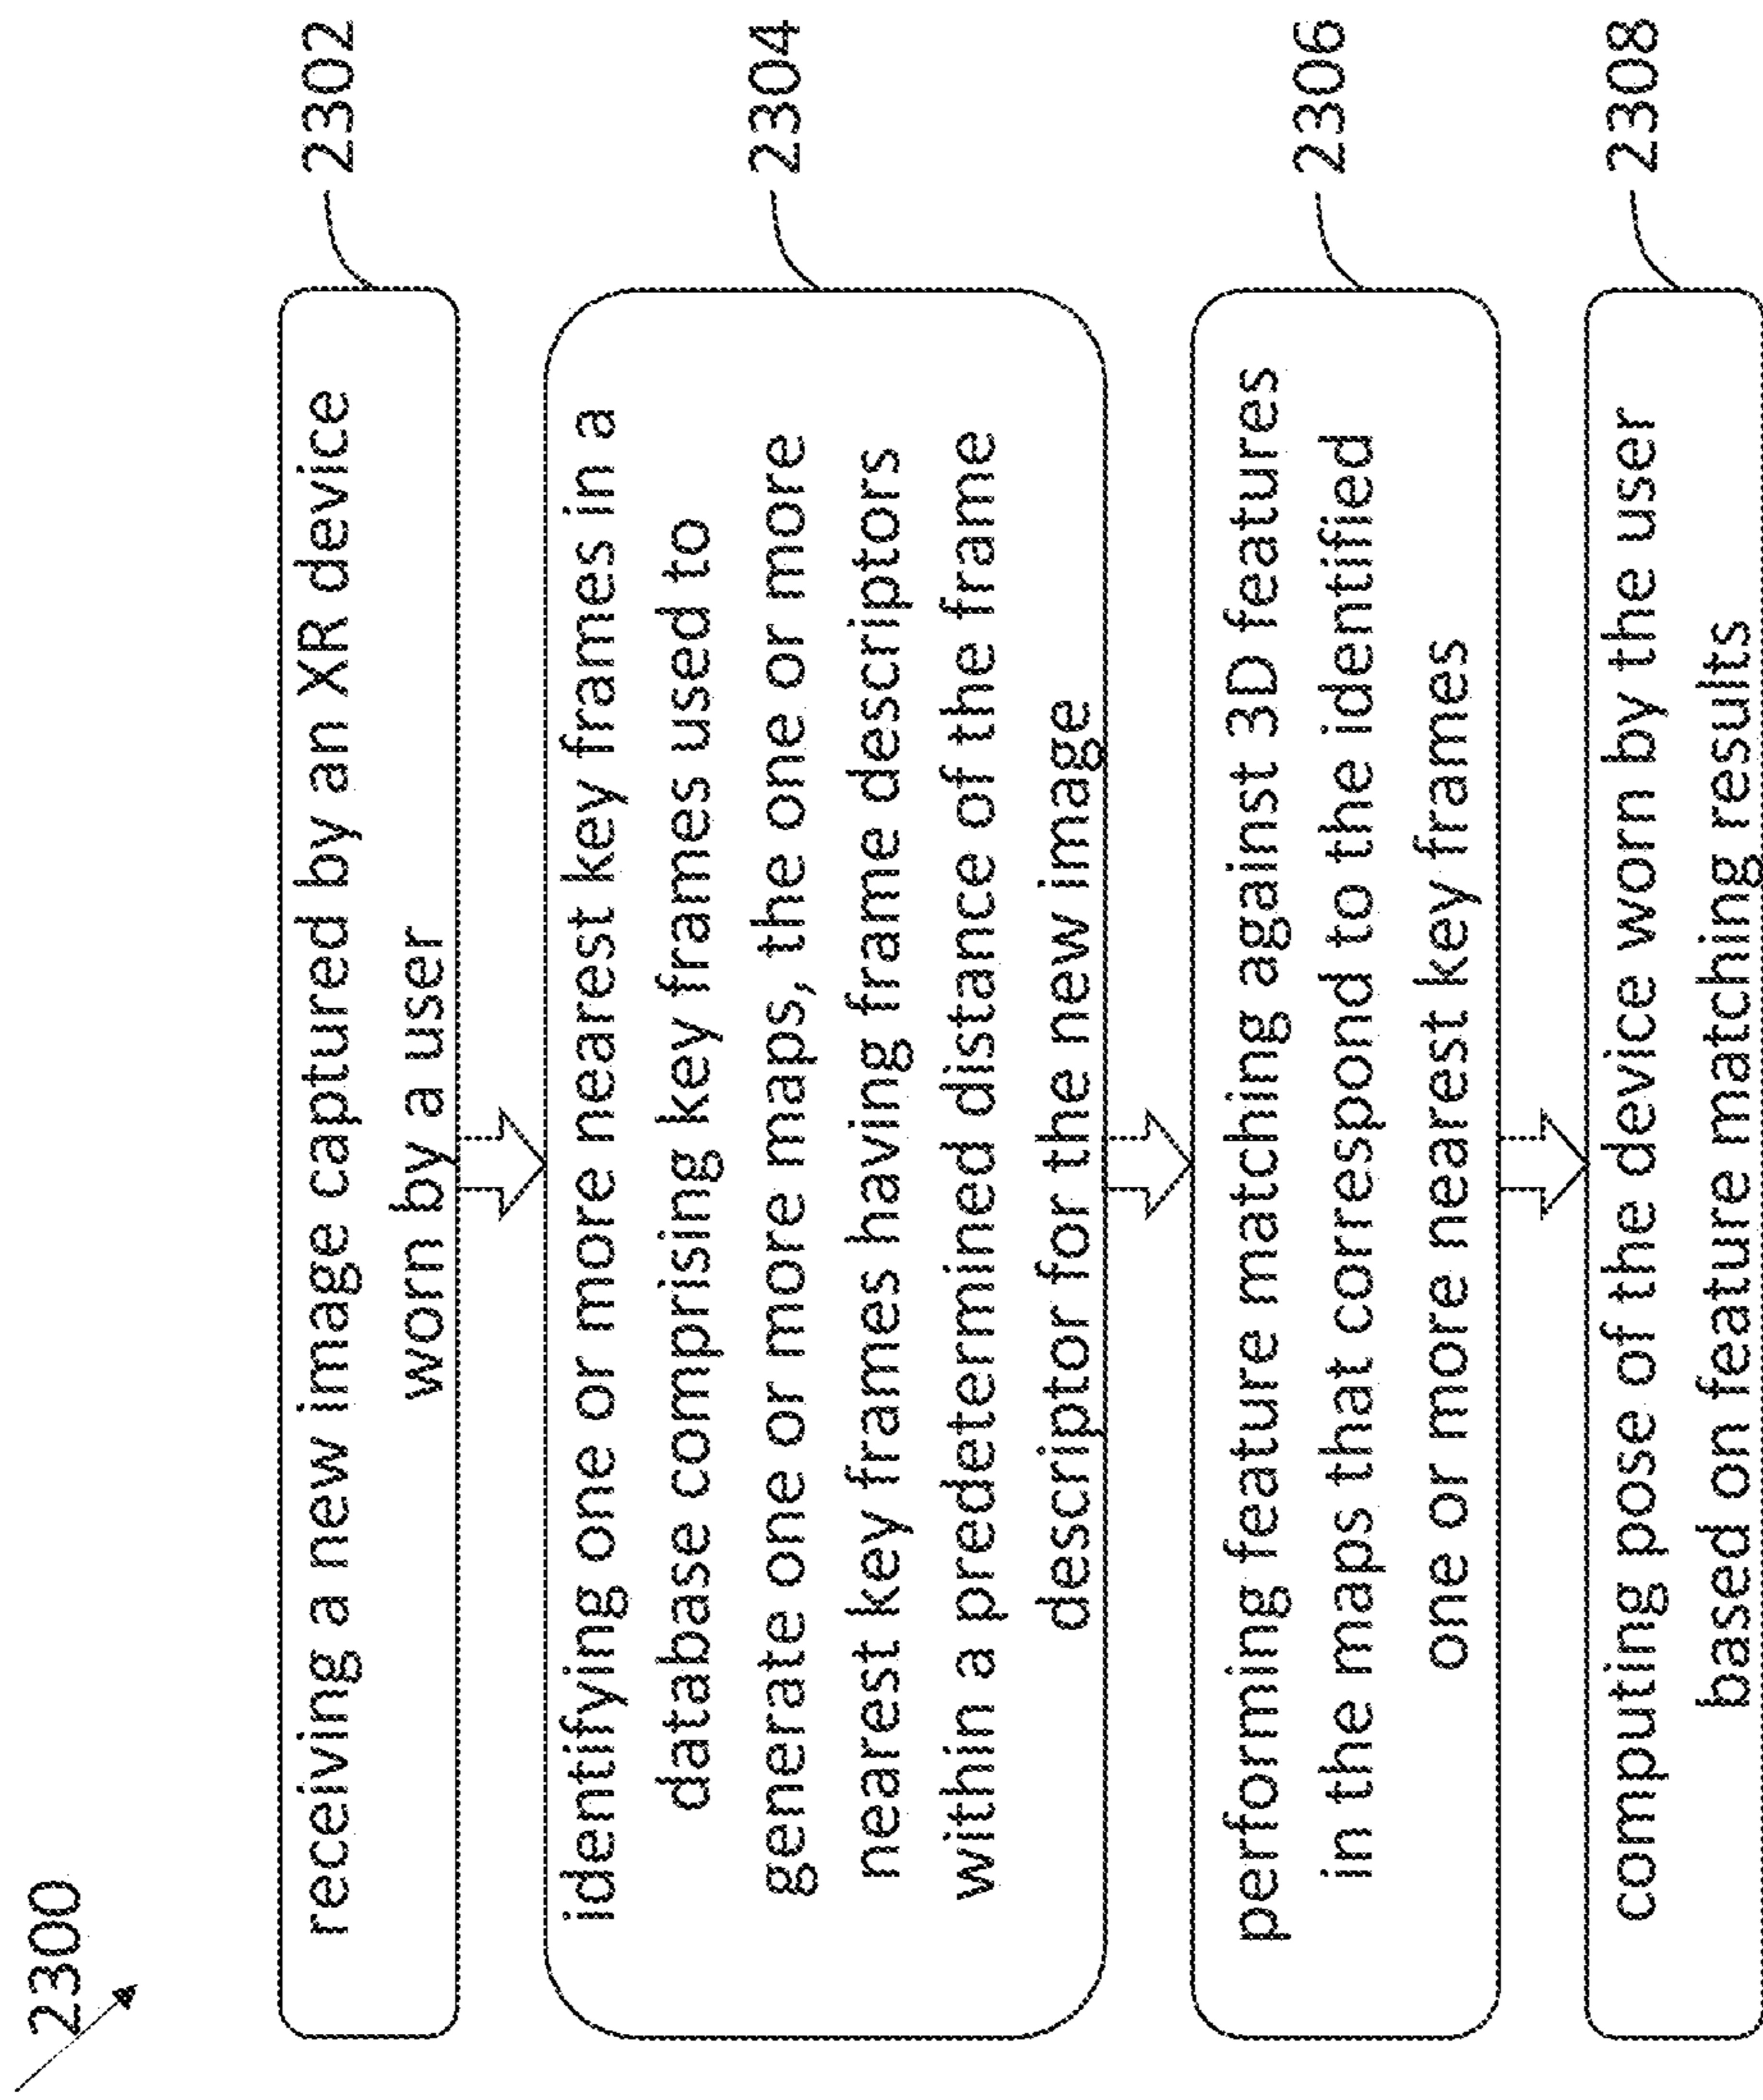 2300
receiving a new image captured by an XR device
worn by a user
2302
identifying one or more nearest key frames in a
database comprising key frames used to
generate one or more maps, the one or more
nearest key frames having frame descriptors
within a predetermined distance of the frame
descriptor for the new image
2304
performing feature matching against 3D features
in the maps that correspond to the identified
one or more nearest key frames
2306
computing pose of the device worn by the user
based on feature matching results
2308